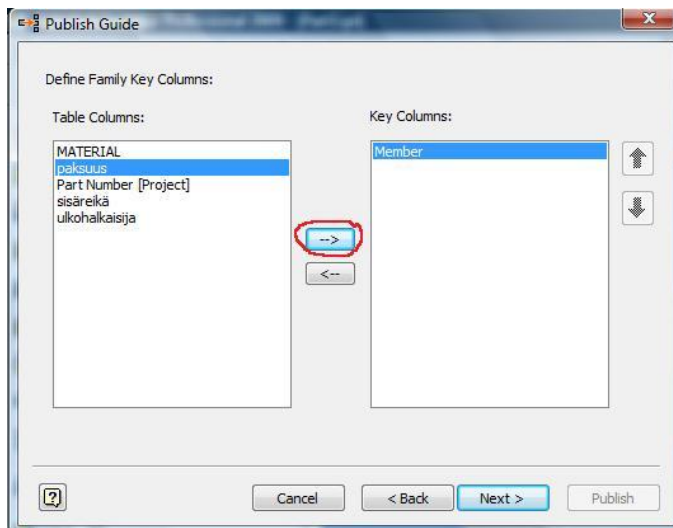 Publish Guide
Define Family Key Columns:
Table Columns:
Key Columns:
MATERIAL
paksuus
Part Number [Project]
sisäreikä
ulkohalkaisija
Member
-->
<--
?
Cancel
< Back
Next >
Publish